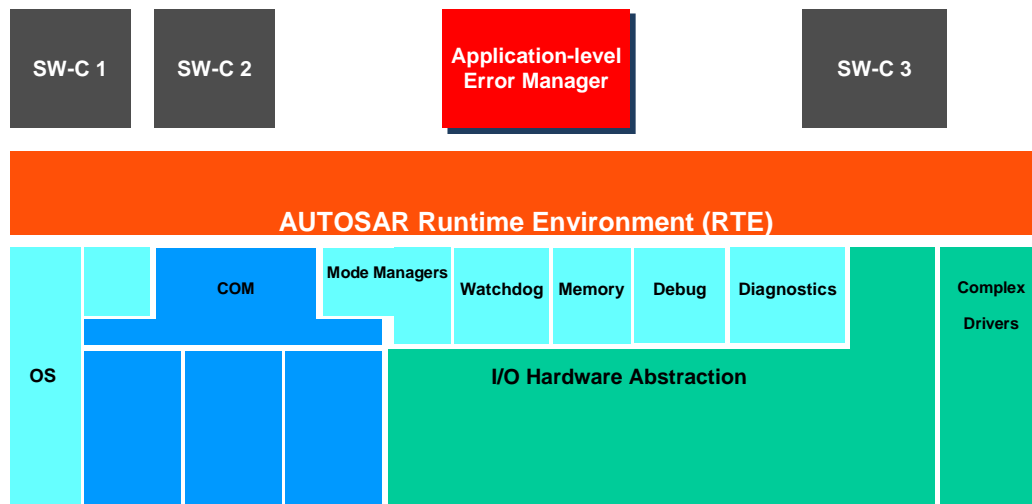 SW-C 1
SW-C 2
Application-level
Error Manager
SW-C 3
AUTOSAR Runtime Environment (RTE)
COM
Mode Managers
Watchdog
Memory
Debug
Diagnostics
Complex
Drivers
OS
I/O Hardware Abstraction